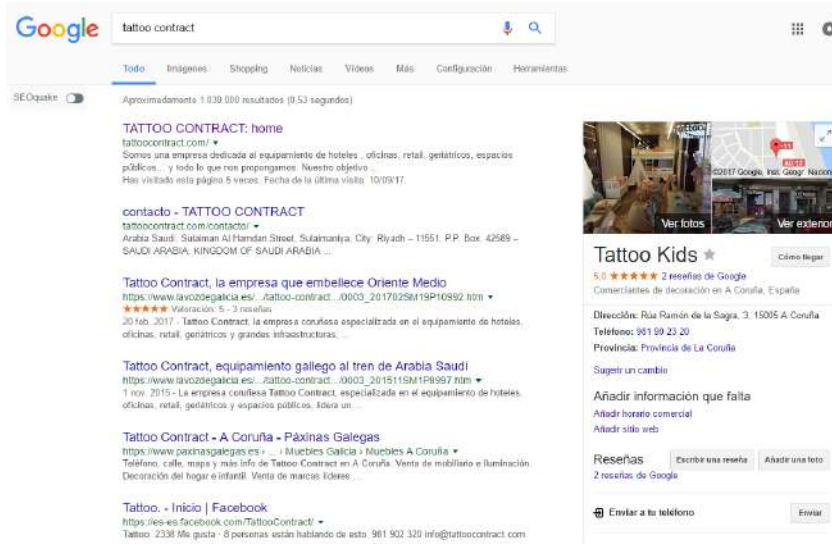 Google
tattoo contract
Todo Imágenes Shopping Noticias Vídeos Más Configuración Herramientas
SEOquake
Aproximadamente 1.030.000 resultados (0,53 segundos)
TATTOO CONTRACT: home
tattoocontract.com/
Somos una empresa dedicada al equipamiento de hoteles , oficinas, retail, geriátricos, espacios
públicos... y todo lo que nos propongamos. Nuestro objetivo ...
Has visitado esta página 5 veces. Fecha de la última visita: 10/09/17
contacto - TATTOO CONTRACT
tattoocontract.com/contacto/
Arabia Saudí. Sulaiman Al Hamdan Street, Sulaimaniya, City: Riyadh – 11551. P.P. Box: 42589 –
SAUDI ARABIA. KINGDOM OF SAUDI ARABIA ...
Tattoo Contract, la empresa que embellece Oriente Medio
https://www.lavozdegalicia.es/.../tattoo-contract.../0003_201702SM19P10992.htm
Valoración: 5 - 3 reseñas
20 feb. 2017 - Tattoo Contract, la empresa coruñesa especializada en el equipamiento de hoteles,
oficinas, retail, geriátricos y grandes infraestructuras, ...
Tattoo Contract, equipamiento gallego al tren de Arabia Saudí
https://www.lavozdegalicia.es/.../tattoo-contract.../0003_201511SM1P8997.htm
1 nov. 2015 - La empresa coruñesa Tattoo Contract, especializada en el equipamiento de hoteles,
oficinas, retail, geriátricos y espacios públicos, lidera un ...
Tattoo Contract - A Coruña - Páxinas Galegas
https://www.paxinasgalegas.es › ... › Muebles Galicia › Muebles A Coruña
Teléfono, calle, mapa y más info de Tattoo Contract en A Coruña. Venta de mobiliario e iluminación.
Decoración del hogar e infantil. Venta de marcas líderes ...
Tattoo. - Inicio | Facebook
https://es-es.facebook.com/TattooContract/
Tattoo. 2338 Me gusta · 8 personas están hablando de esto. 981 902 320 info@tattoocontract.com
©2017 Google, Inst. Geogr. Nacion
Ver fotos
Ver exterior
Tattoo Kids
Cómo llegar
5,0 2 reseñas de Google
Comerciantes de decoración en A Coruña, España
Dirección: Rúa Ramón de la Sagra, 3, 15005 A Coruña
Teléfono: 981 90 23 20
Provincia: Provincia de La Coruña
Sugerir un cambio
Añadir información que falta
Añadir horario comercial
Añadir sitio web
Reseñas Escribir una reseña Añadir una foto
2 reseñas de Google
Enviar a tu teléfono Enviar